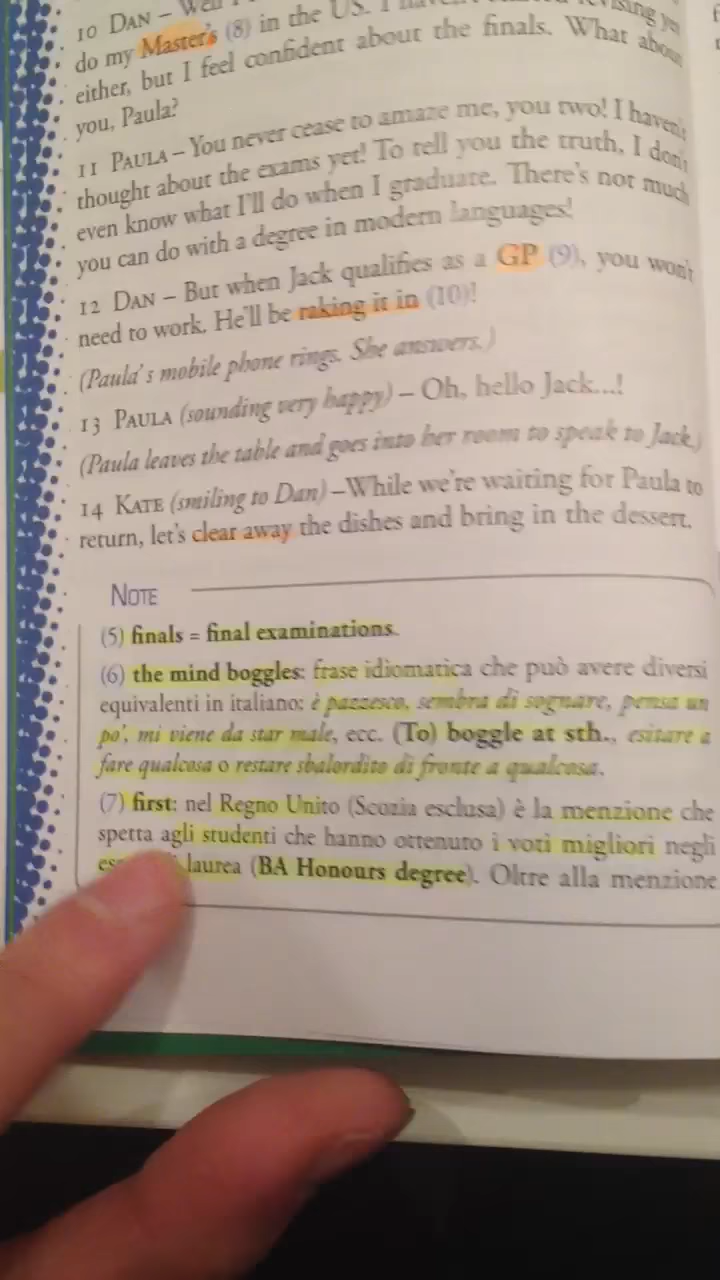 10 DAN – Well
do my Master's (8) in the US. I
either, but I feel confident about the finals. What about
you, Paula?
11 PAULA – You never cease to amaze me, you two! I haven't
thought about the exams yet! To tell you the truth, I don't
even know what I'll do when I graduate. There's not much
you can do with a degree in modern languages!
12 DAN – But when Jack qualifies as a GP (9), you won't
need to work. He'll be raking it in (10)!
(Paula's mobile phone rings. She answers.)
13 PAULA (sounding very happy) – Oh, hello Jack...!
(Paula leaves the table and goes into her room to speak to Jack.)
14 KATE (smiling to Dan) –While we're waiting for Paula to
return, let's clear away the dishes and bring in the dessert.
NOTE
(5) finals = final examinations.
(6) the mind boggles: frase idiomatica che può avere diversi
equivalenti in italiano: è pazzesco, sembra di sognare, pensa un
po', mi viene da star male, ecc. (To) boggle at sth., esitare a
fare qualcosa o restare sbalordito di fronte a qualcosa.
(7) first: nel Regno Unito (Scozia esclusa) è la menzione che
spetta agli studenti che hanno ottenuto i voti migliori negli
laurea (BA Honours degree). Oltre alla menzione